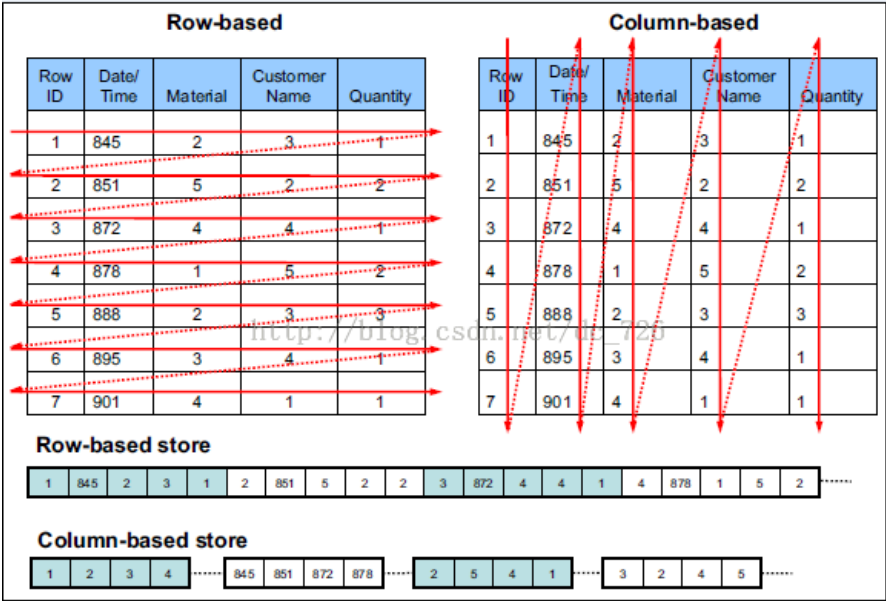 Row-based
Row ID Date/ Time Material Customer Name Quantity
1 845 2 3 1
2 851 5 2 2
3 872 4 4 1
4 878 1 5 2
5 888 2 3 3
6 895 3 4 1
7 901 4 1 1
Column-based
Row ID Date/ Time Material Customer Name Quantity
1 845 2 3 1
2 851 5 2 2
3 872 4 4 1
4 878 1 5 2
5 888 2 3 3
6 895 3 4 1
7 901 4 1 1
Row-based store
1 845 2 3 1 2 851 5 2 2 3 872 4 4 1 4 878 1 5 2
Column-based store
1 2 3 4 845 851 872 878 2 5 4 1 3 2 4 5